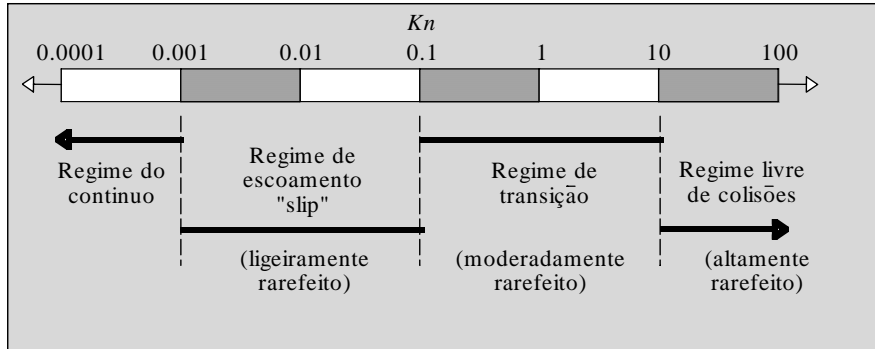 Kn
0.0001 0.001 0.01 0.1 1 10 100
Regime do
continuo
Regime de
escoamento
"slip"
(ligeiramente
rarefeito)
Regime de
transição
(moderadamente
rarefeito)
Regime livre
de colisões
(altamente
rarefeito)